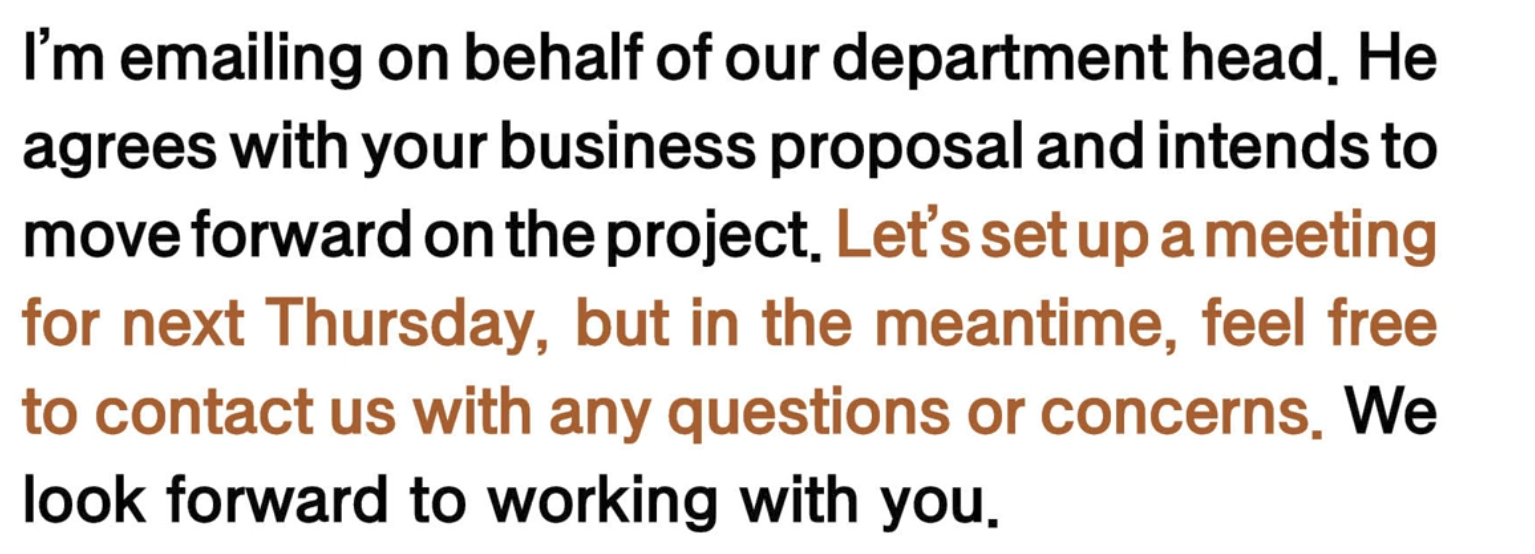 I’m emailing on behalf of our department head. He
agrees with your business proposal and intends to
move forward on the project. Let’s set up a meeting
for next Thursday, but in the meantime, feel free
to contact us with any questions or concerns. We
look forward to working with you.